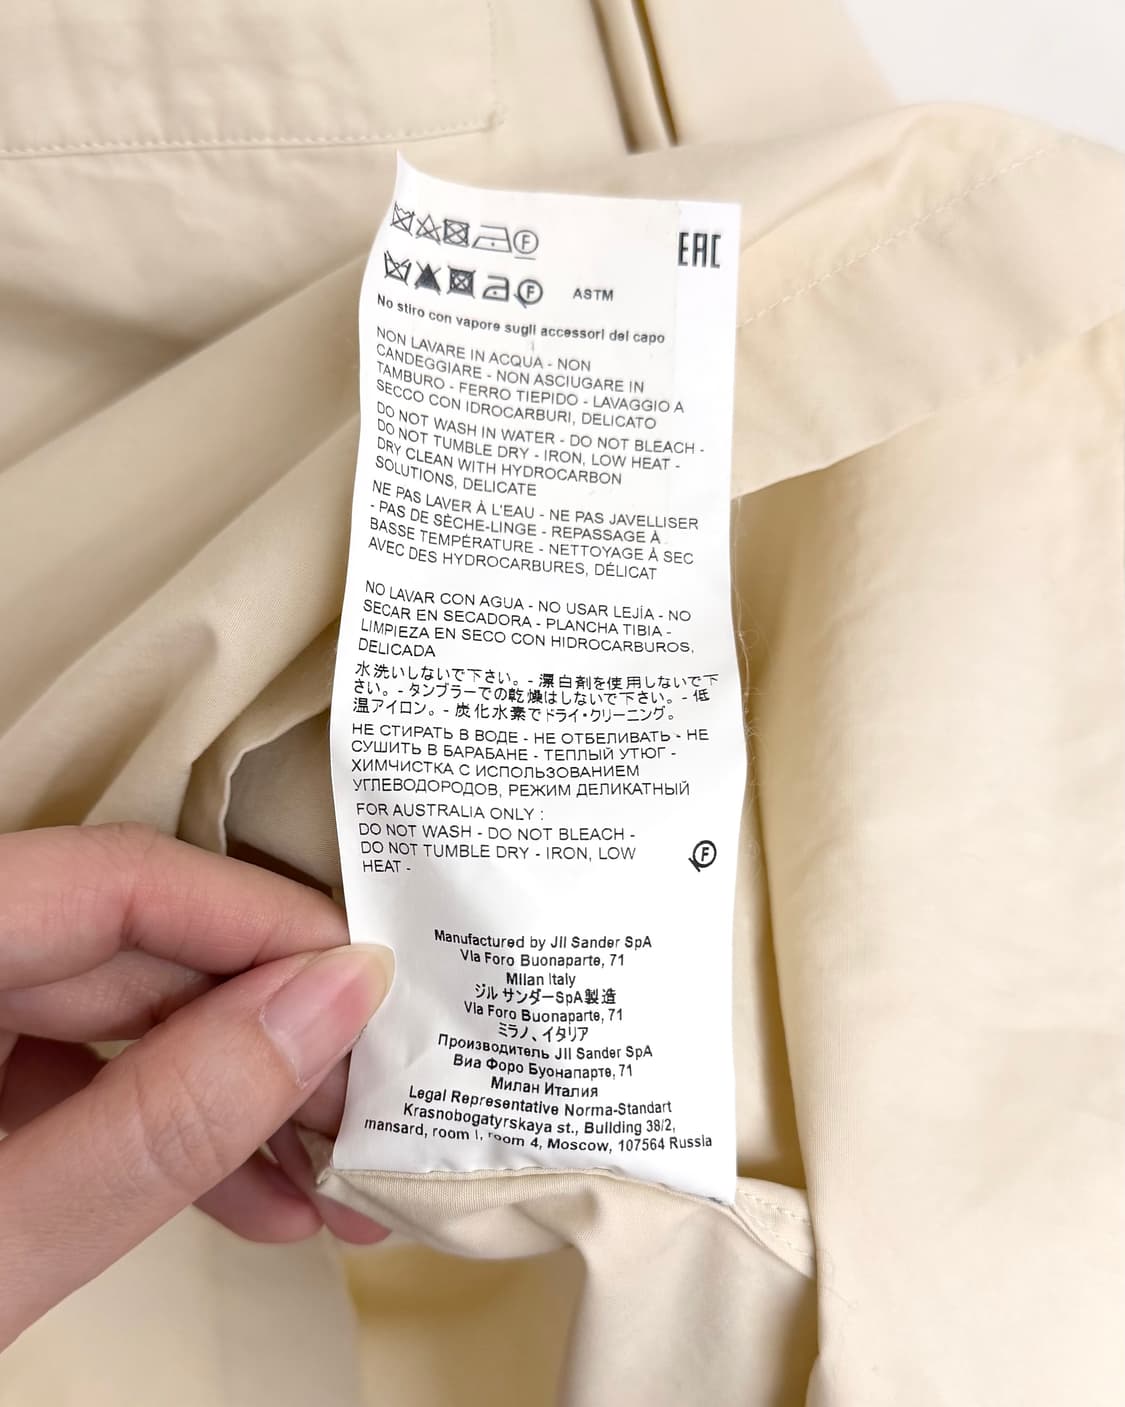 F
EAC
F ASTM
No stiro con vapore sugli accessori del capo
NON LAVARE IN ACQUA - NON
CANDEGGIARE - NON ASCIUGARE IN
TAMBURO - FERRO TIEPIDO - LAVAGGIO A
SECCO CON IDROCARBURI, DELICATO
DO NOT WASH IN WATER - DO NOT BLEACH -
DO NOT TUMBLE DRY - IRON, LOW HEAT -
DRY CLEAN WITH HYDROCARBON
SOLUTIONS, DELICATE
NE PAS LAVER À L'EAU - NE PAS JAVELLISER
- PAS DE SÈCHE-LINGE - REPASSAGE À
BASSE TEMPÉRATURE - NETTOYAGE À SEC
AVEC DES HYDROCARBURES, DÉLICAT
NO LAVAR CON AGUA - NO USAR LEJÍA - NO
SECAR EN SECADORA - PLANCHA TIBIA -
LIMPIEZA EN SECO CON HIDROCARBUROS,
DELICADA
水洗いしないで下さい。- 漂白剤を使用しないで下
さい。- タンブラーでの乾燥はしないで下さい。- 低
温アイロン。- 炭化水素でドライ・クリーニング。
НЕ СТИРАТЬ В ВОДЕ - НЕ ОТБЕЛИВАТЬ - НЕ
СУШИТЬ В БАРАБАНЕ - ТЕПЛЫЙ УТЮГ -
ХИМЧИСТКА С ИСПОЛЬЗОВАНИЕМ
УГЛЕВОДОРОДОВ, РЕЖИМ ДЕЛИКАТНЫЙ
FOR AUSTRALIA ONLY :
DO NOT WASH - DO NOT BLEACH -
DO NOT TUMBLE DRY - IRON, LOW
HEAT -
F
Manufactured by Jil Sander SpA
Via Foro Buonaparte, 71
Milan Italy
ジル サンダーSpA製造
Via Foro Buonaparte, 71
ミラノ、イタリア
Производитель Jil Sander SpA
Виа Форо Буонапарте, 71
Милан Италия
Legal Representative Norma-Standart
Krasnobogatyrskaya st., Building 38/2,
mansard, room I, room 4, Moscow, 107564 Russia